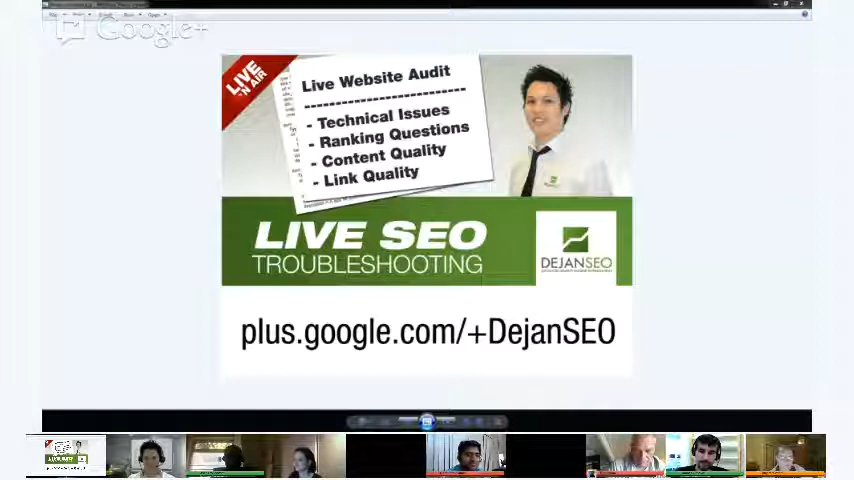 Google+
LIVE
ON AIR
Live Website Audit
- Technical Issues
- Ranking Questions
- Content Quality
- Link Quality
LIVE SEO
TROUBLESHOOTING
DEJANSEO
plus.google.com/+DejanSEO